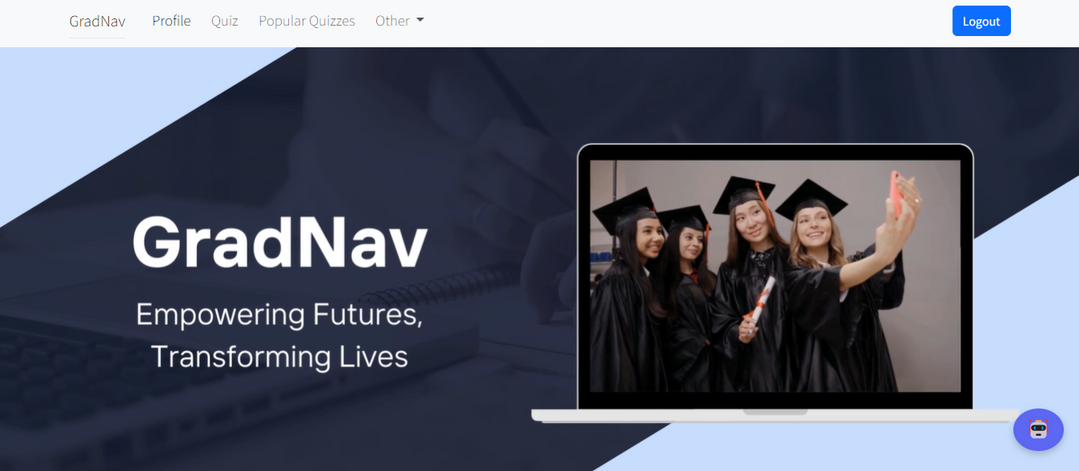 GradNav Profile Quiz Popular Quizzes Other Logout
GradNav
Empowering Futures,
Transforming Lives